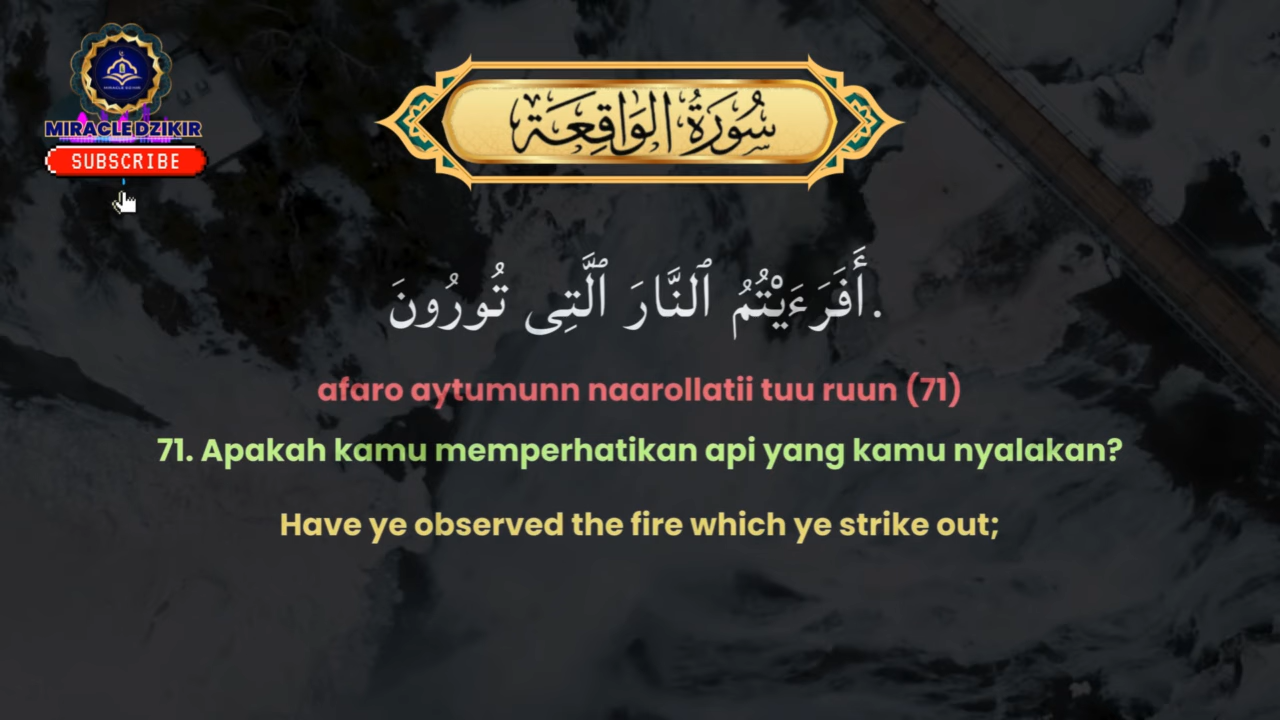 MIRACLE DZIKIR
SUBSCRIBE
سُورَةُ الوَاقِعَة
أَفَرَءَيْتُمُ ٱلنَّارَ ٱلَّتِى تُورُونَ.
afaro aytumunn naarollatii tuu ruun (71)
71. Apakah kamu memperhatikan api yang kamu nyalakan?
Have ye observed the fire which ye strike out;